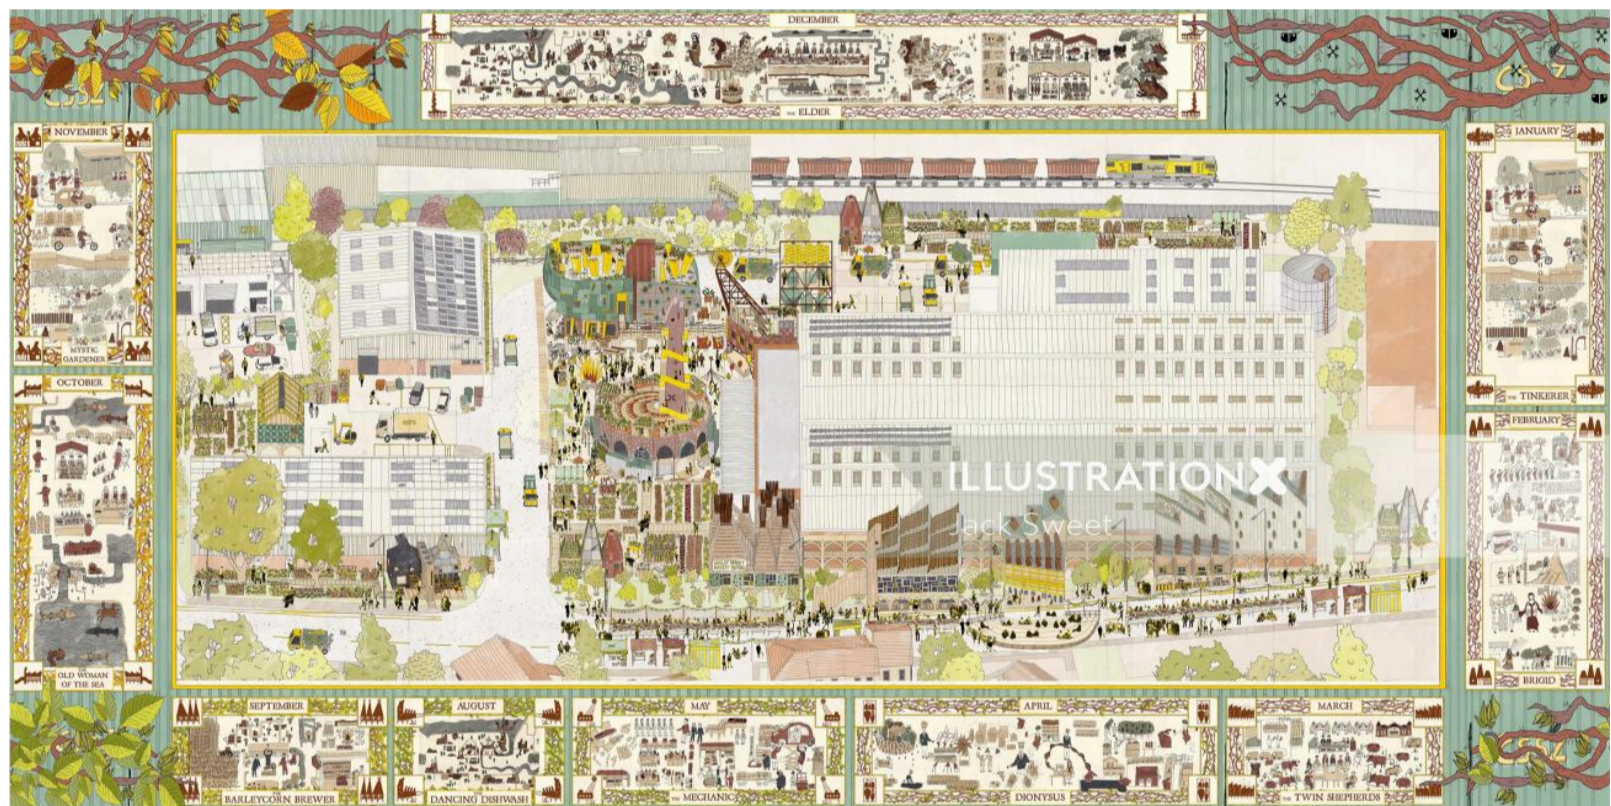 DECEMBER
THE ELDER
NOVEMBER
MYSTIC
GARDENER
JANUARY
THE TINKERER
OCTOBER
OLD WOMAN
OF THE SEA
FEBRUARY
BRIGID
ILLUSTRATIONX
Jack Sweet
SEPTEMBER
BARLEYCORN BREWER
AUGUST
DANCING DISHWASH
MAY
THE MECHANIC
APRIL
DIONYSUS
MARCH
THE TWIN SHEPHERDS